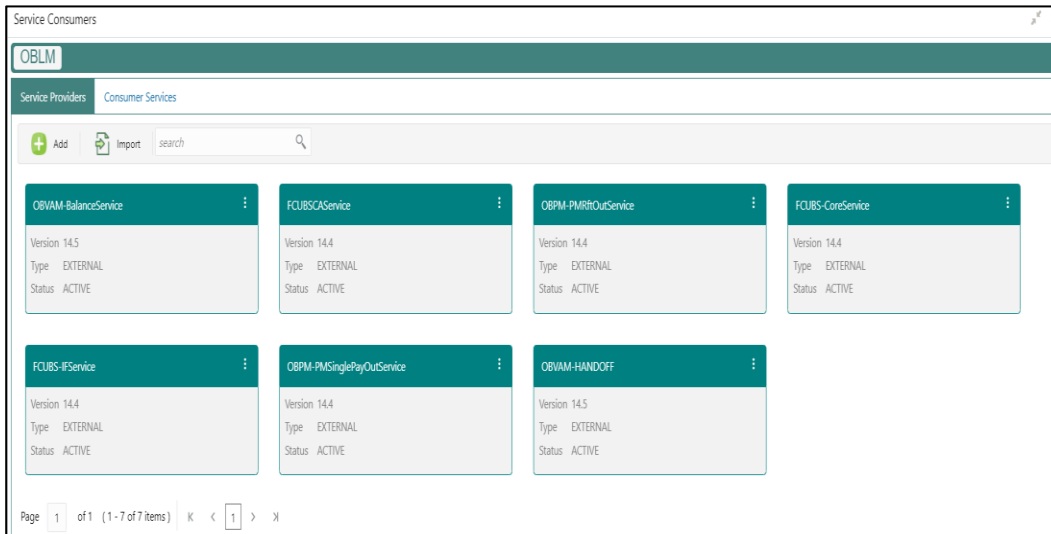 Service Consumers
OBLM
Service Providers Consumer Services
Add Import search
OBVAM-BalanceService
Version 14.5
Type EXTERNAL
Status ACTIVE
FCUBSCAService
Version 14.4
Type EXTERNAL
Status ACTIVE
OBPM-PMRftOutService
Version 14.4
Type EXTERNAL
Status ACTIVE
FCUBS-CoreService
Version 14.4
Type EXTERNAL
Status ACTIVE
FCUBS-IFService
Version 14.4
Type EXTERNAL
Status ACTIVE
OBPM-PMSinglePayOutService
Version 14.4
Type EXTERNAL
Status ACTIVE
OBVAM-HANDOFF
Version 14.5
Type EXTERNAL
Status ACTIVE
Page 1 of 1 (1 - 7 of 7 items) 1